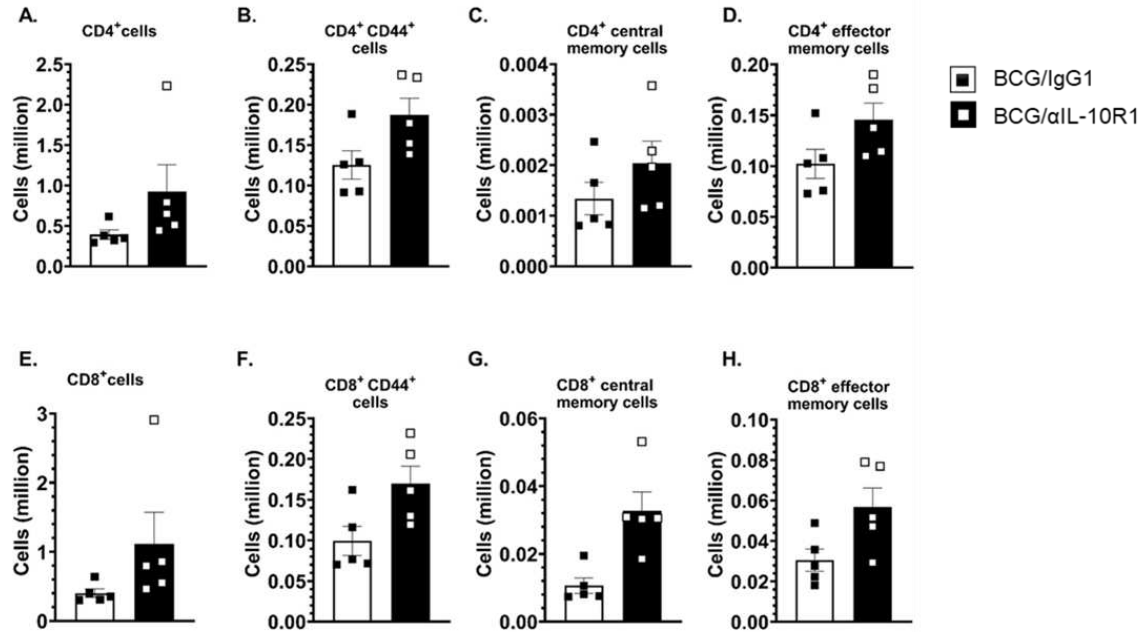 A.
CD4⁺cells
Cells (million)
2.5
2.0
1.5
1.0
0.5
0.0
B.
CD4⁺ CD44⁺
cells
Cells (million)
0.25
0.20
0.15
0.10
0.05
0.00
C.
CD4⁺ central
memory cells
Cells (million)
0.004
0.003
0.002
0.001
0.000
D.
CD4⁺ effector
memory cells
Cells (million)
0.20
0.15
0.10
0.05
0.00
BCG/IgG1
BCG/αIL-10R1
E.
CD8⁺cells
Cells (million)
3
2
1
0
F.
CD8⁺ CD44⁺
cells
Cells (million)
0.25
0.20
0.15
0.10
0.05
0.00
G.
CD8⁺ central
memory cells
Cells (million)
0.06
0.04
0.02
0.00
H.
CD8⁺ effector
memory cells
Cells (million)
0.10
0.08
0.06
0.04
0.02
0.00